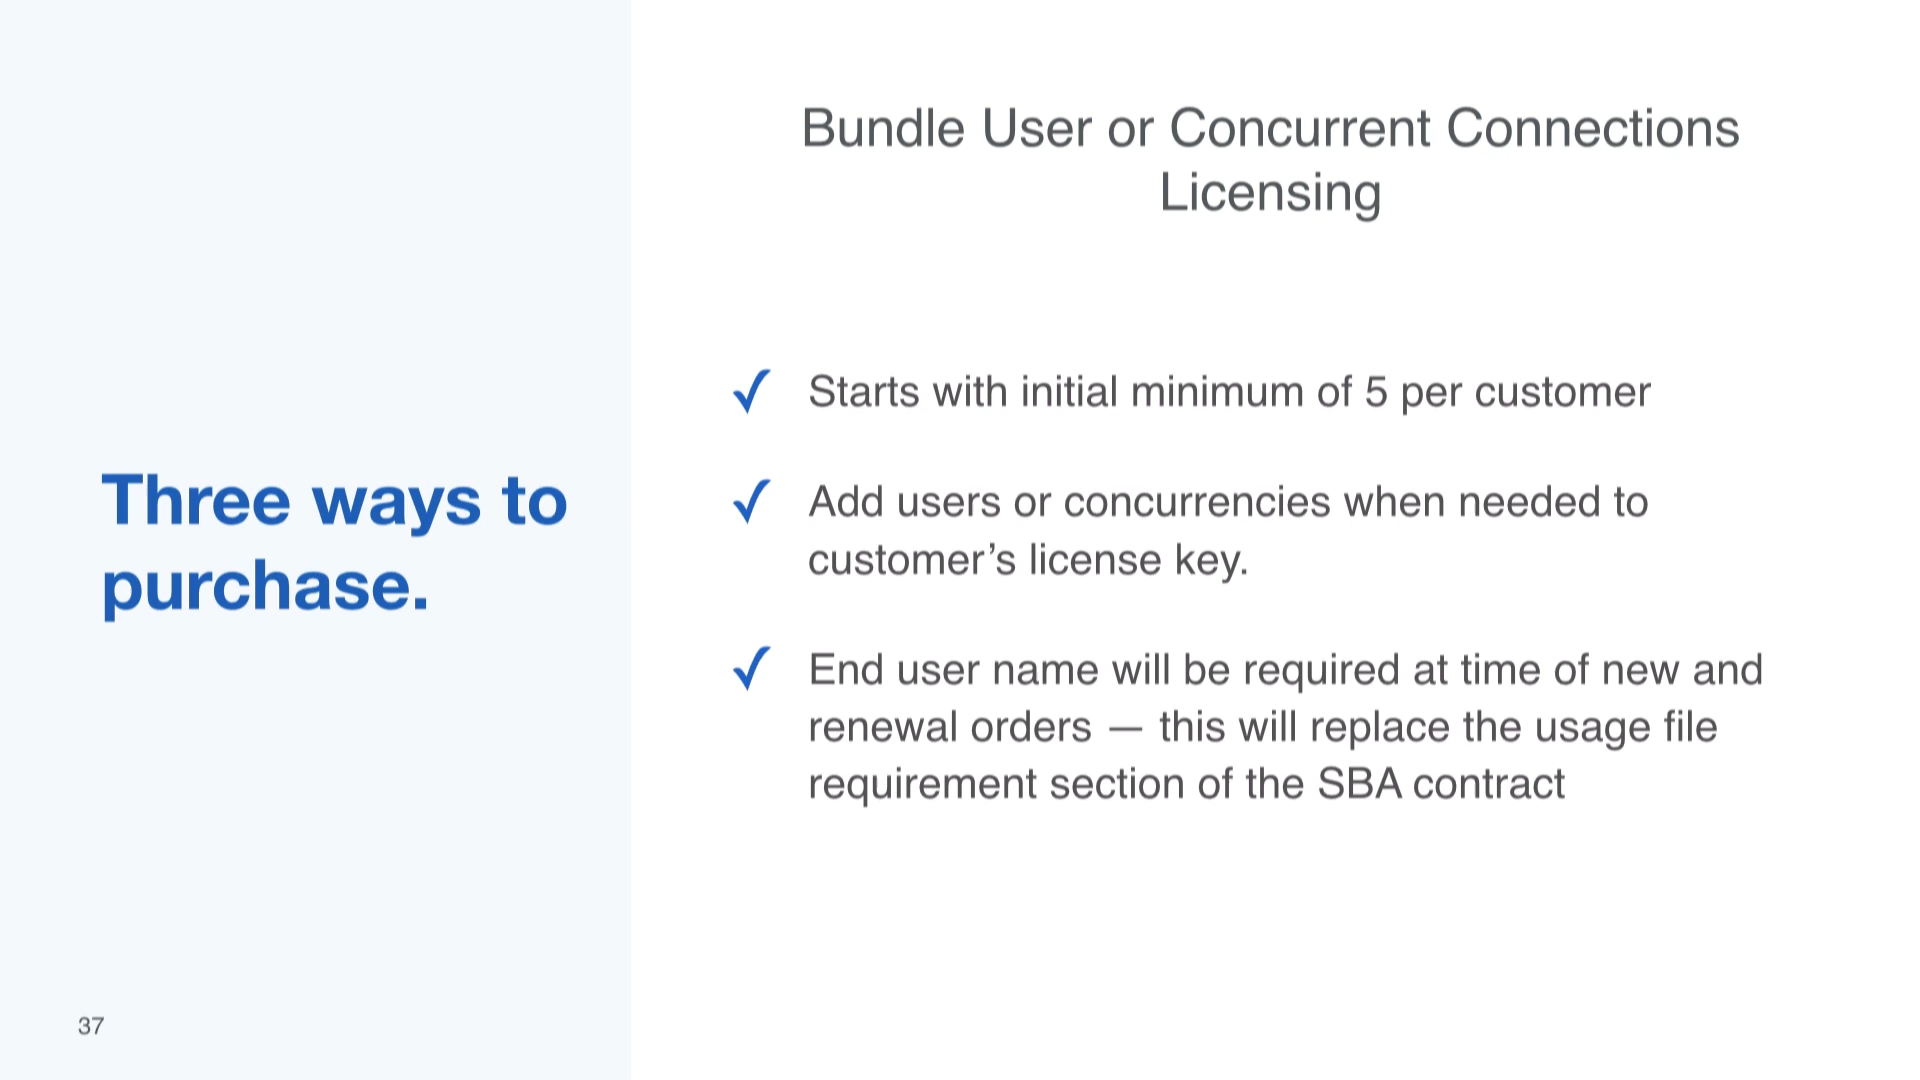 Three ways to
purchase.
Bundle User or Concurrent Connections
Licensing
✓ Starts with initial minimum of 5 per customer
✓ Add users or concurrencies when needed to
customer’s license key.
✓ End user name will be required at time of new and
renewal orders — this will replace the usage file
requirement section of the SBA contract
37